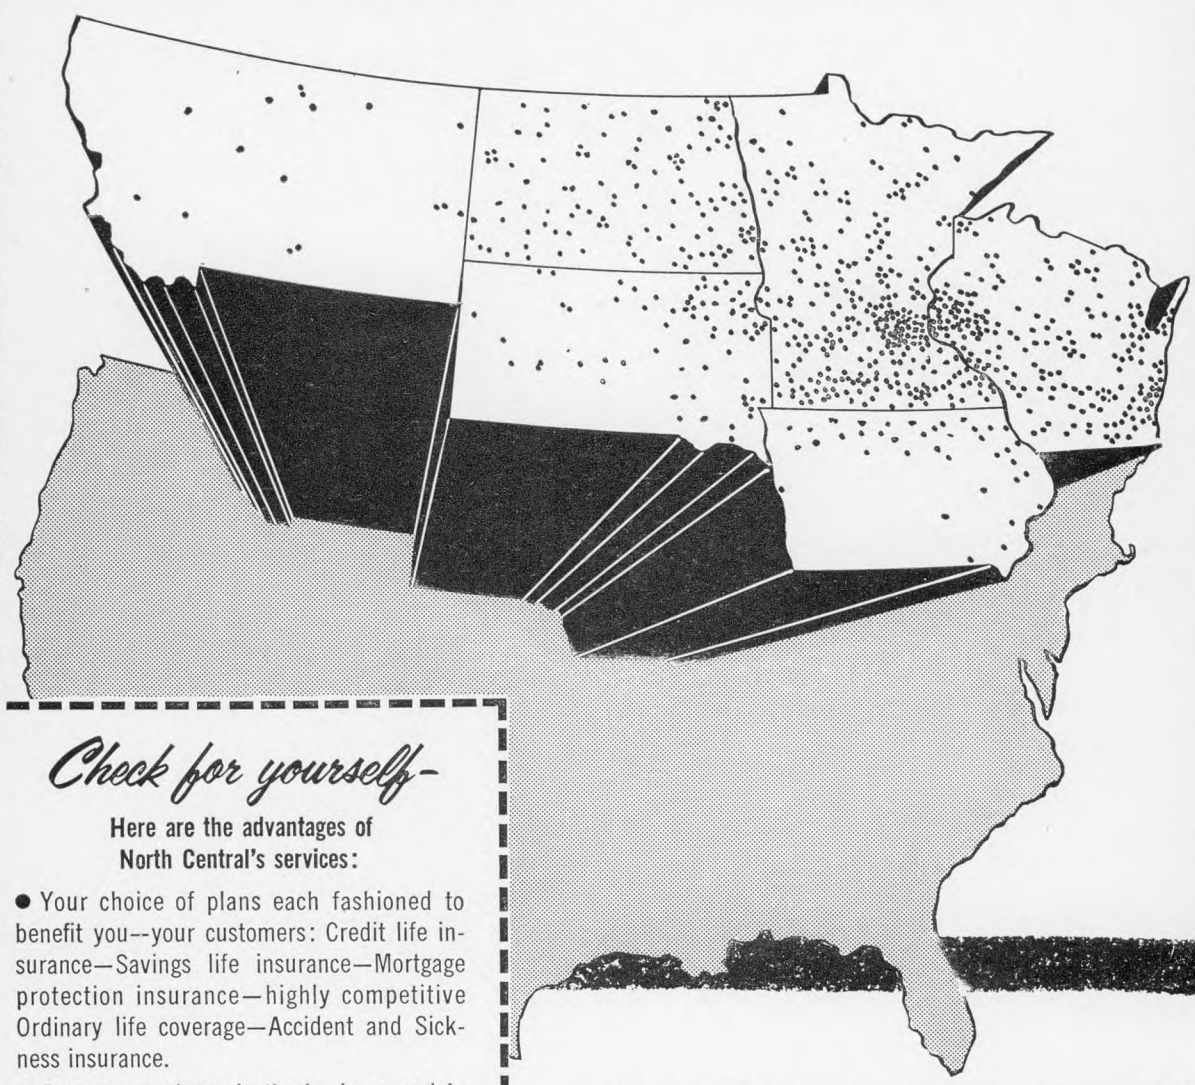 Check for yourself-
Here are the advantages of
North Central's services:
● Your choice of plans each fashioned to
benefit you--your customers: Credit life in-
surance—Savings life insurance—Mortgage
protection insurance—highly competitive
Ordinary life coverage—Accident and Sick-
ness insurance.